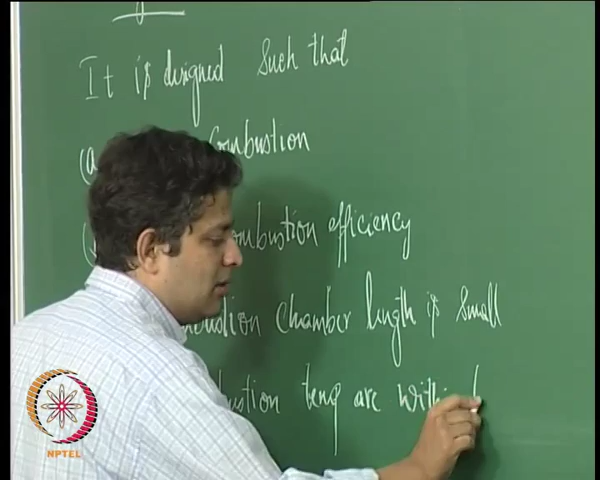 It is designed such that
(a combustion
combustion efficiency
combustion chamber length is small
combustion temp are within
NPTEL